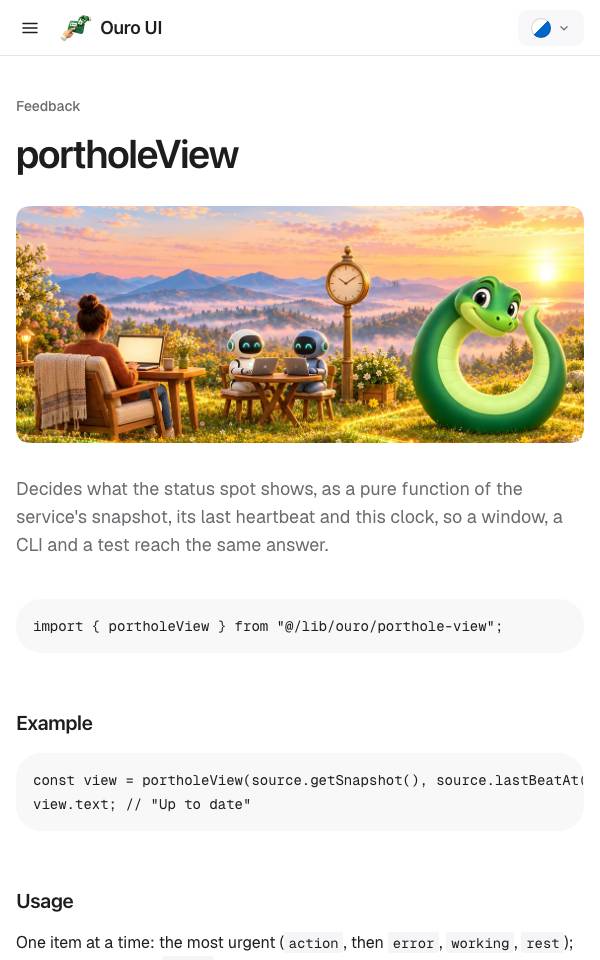 Ouro UI
Feedback
portholeView
Decides what the status spot shows, as a pure function of the
service's snapshot, its last heartbeat and this clock, so a window, a
CLI and a test reach the same answer.
import { portholeView } from "@/lib/ouro/porthole-view";
Example
const view = portholeView(source.getSnapshot(), source.lastBeatAt(
view.text; // "Up to date"
Usage
One item at a time: the most urgent (action, then error, working, rest);